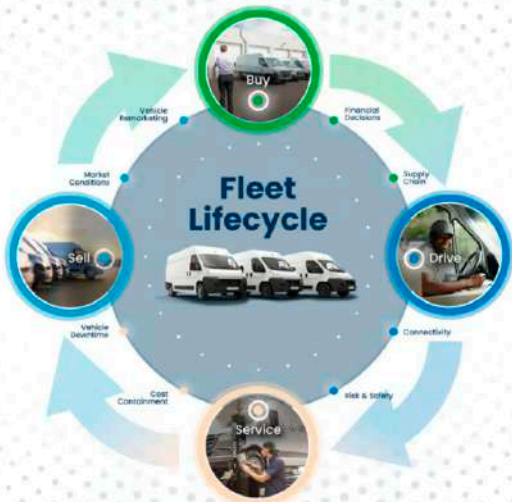 Buy
Vehicle
Remarketing
Financial
Decisions
Market
Conditions
Supply
Chain
Fleet
Lifecycle
Sell
Drive
Vehicle
Downtime
Connectivity
Cost
Containment
Risk & Safety
Service